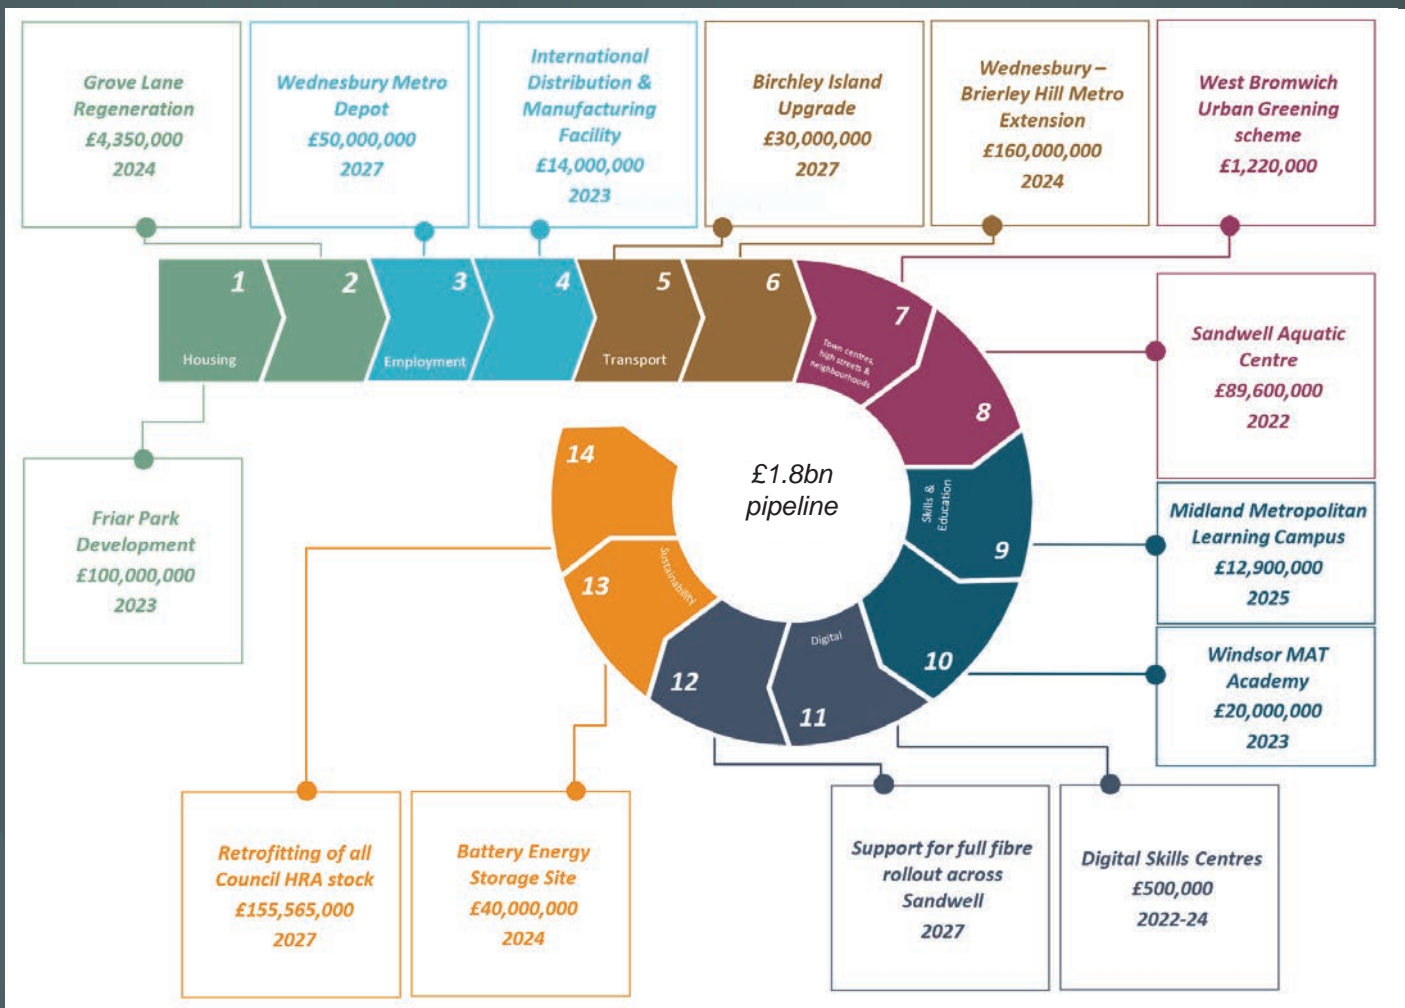 Grove Lane
Regeneration
£4,350,000
2024
Wednesbury Metro
Depot
£50,000,000
2027
International
Distribution &
Manufacturing
Facility
£14,000,000
2023
Birchley Island
Upgrade
£30,000,000
2027
Wednesbury –
Brierley Hill Metro
Extension
£160,000,000
2024
West Bromwich
Urban Greening
scheme
£1,220,000
1
Housing
2
3
Employment
4
5
Transport
6
7
Town centres,
high streets &
neighbourhoods
8
Sandwell Aquatic
Centre
£89,600,000
2022
Friar Park
Development
£100,000,000
2023
£1.8bn
pipeline
Skills &
Education
9
Midland Metropolitan
Learning Campus
£12,900,000
2025
10
Windsor MAT
Academy
£20,000,000
2023
Digital
11
12
Sustainability
13
14
Retrofitting of all
Council HRA stock
£155,565,000
2027
Battery Energy
Storage Site
£40,000,000
2024
Support for full fibre
rollout across
Sandwell
2027
Digital Skills Centres
£500,000
2022-24